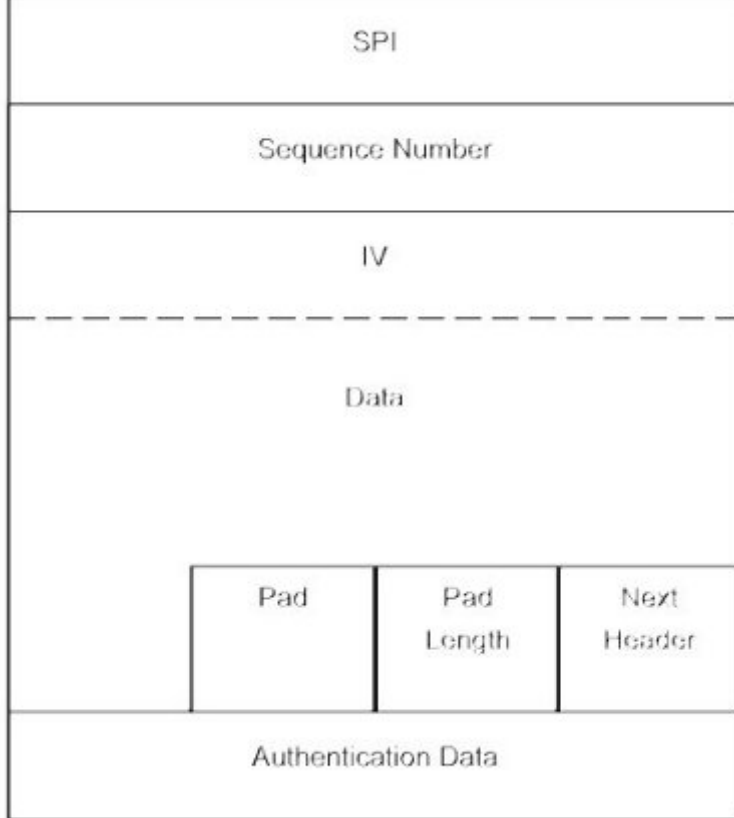 SPI
Sequence Number
IV
Data
Pad
Pad
Length
Next
Header
Authentication Data